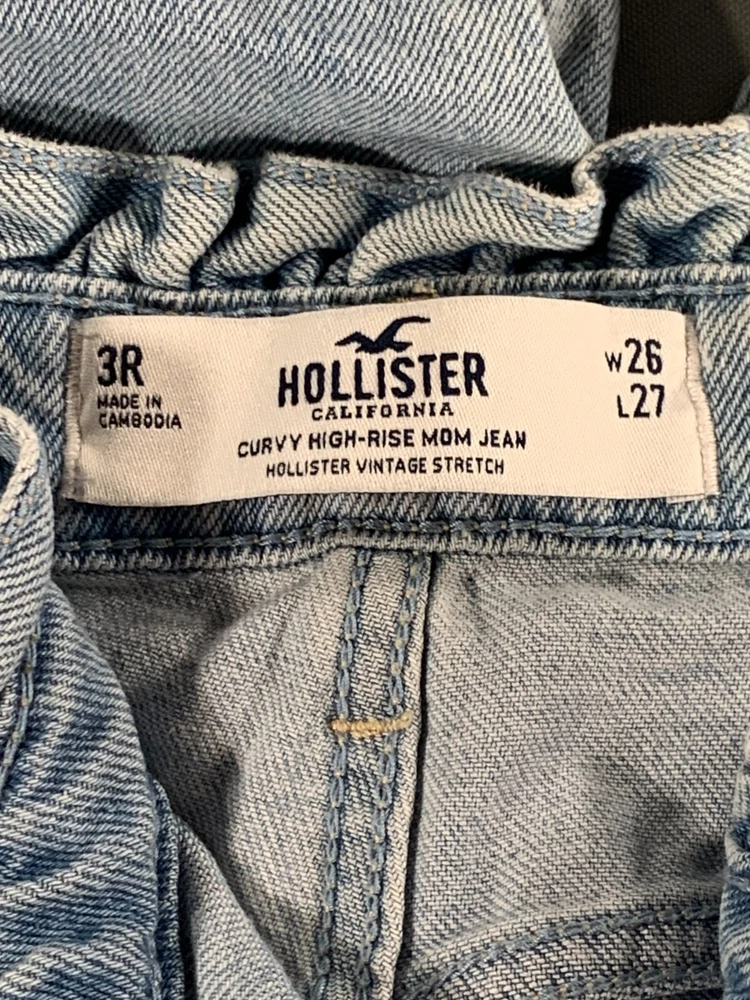 3R
MADE IN
CAMBODIA
HOLLISTER
CALIFORNIA
CURVY HIGH-RISE MOM JEAN
HOLLISTER VINTAGE STRETCH
W26
L27